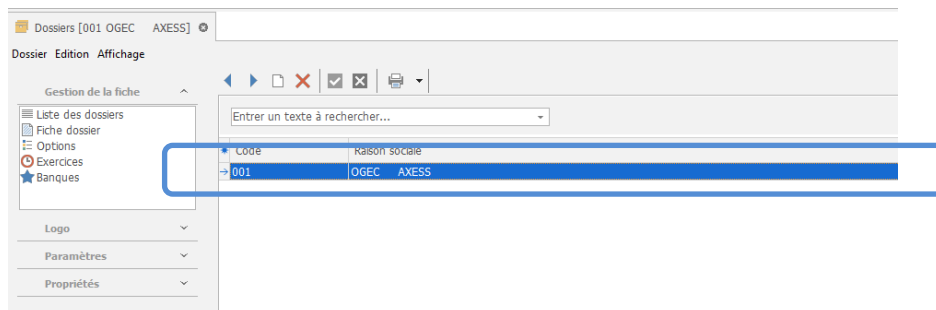 Dossiers [001 OGEC AXESS]
Dossier Edition Affichage
Gestion de la fiche
Liste des dossiers
Fiche dossier
Options
Exercices
Banques
Logo
Paramètres
Propriétés
Entrer un texte à rechercher...
Code Raison sociale
001 OGEC AXESS